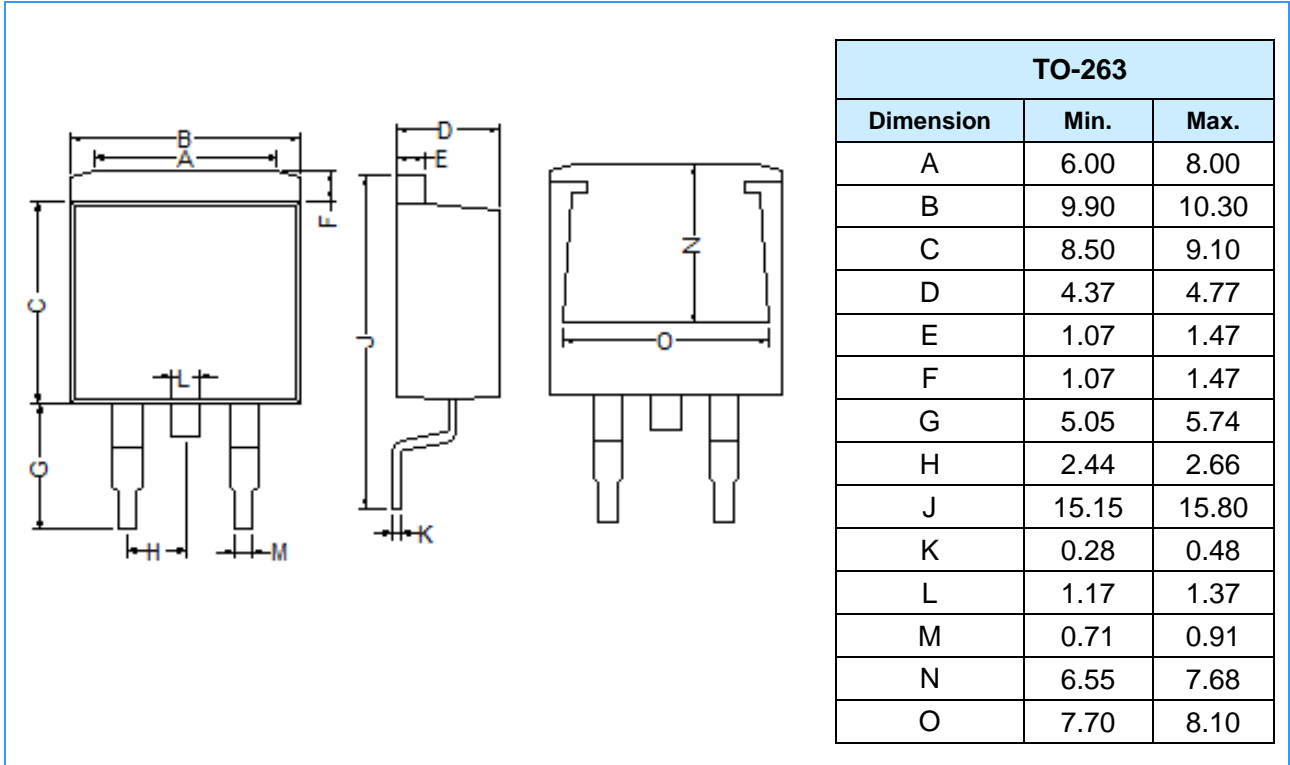 B
A
F
C
L
G
H
M
D
E
J
K
N
O
TO-263
Dimension Min. Max.
A 6.00 8.00
B 9.90 10.30
C 8.50 9.10
D 4.37 4.77
E 1.07 1.47
F 1.07 1.47
G 5.05 5.74
H 2.44 2.66
J 15.15 15.80
K 0.28 0.48
L 1.17 1.37
M 0.71 0.91
N 6.55 7.68
O 7.70 8.10